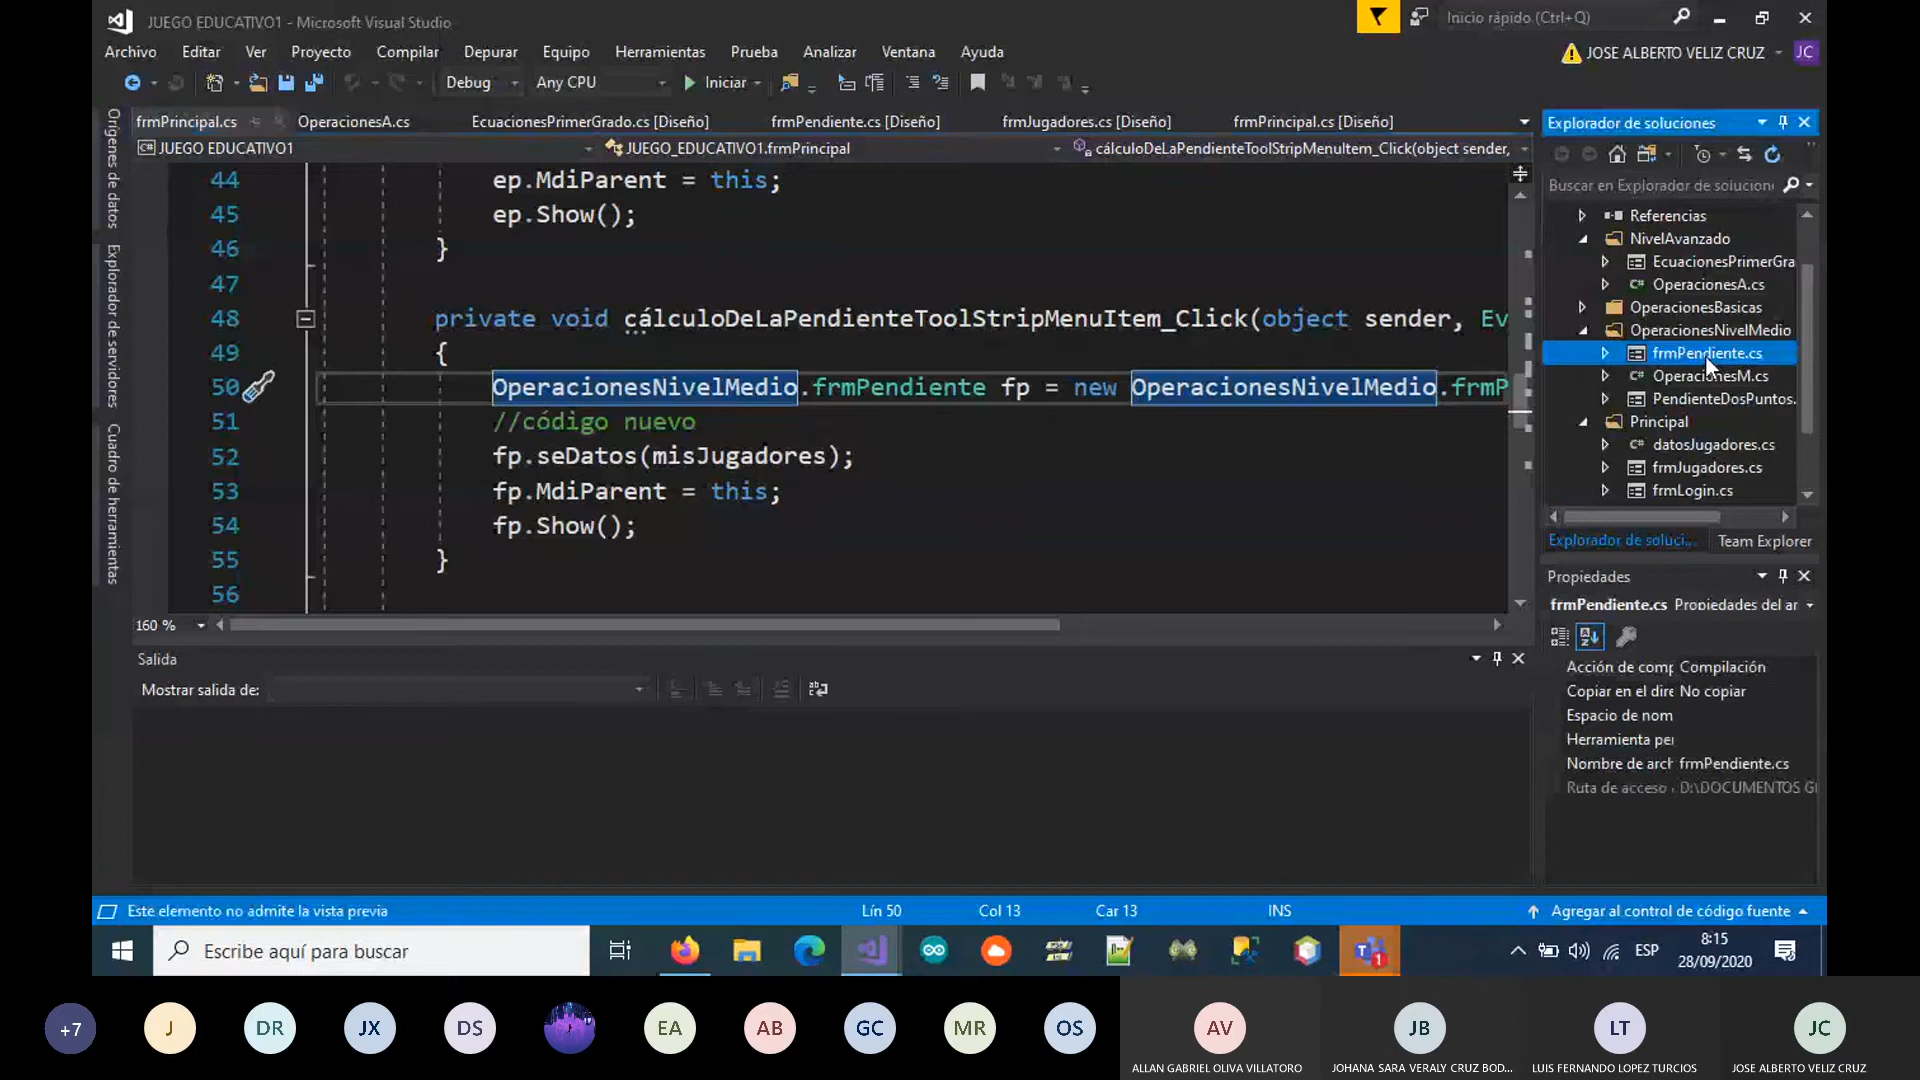 JUEGO EDUCATIVO1 - Microsoft Visual Studio
Inicio rápido (Ctrl+Q)
Archivo Editar Ver Proyecto Compilar Depurar Equipo Herramientas Prueba Analizar Ventana Ayuda
JOSE ALBERTO VELIZ CRUZ JC
Debug Any CPU Iniciar
Orígenes de datos
Explorador de servidores
Cuadro de herramientas
frmPrincipal.cs OperacionesA.cs EcuacionesPrimerGrado.cs [Diseño] frmPendiente.cs [Diseño] frmJugadores.cs [Diseño] frmPrincipal.cs [Diseño]
JUEGO EDUCATIVO1 JUEGO_EDUCATIVO1.frmPrincipal cálculoDeLaPendienteToolStripMenuItem_Click(object sender,
44 ep.MdiParent = this;
45 ep.Show();
46 }
47
48 private void cálculoDeLaPendienteToolStripMenuItem_Click(object sender, Ev
49 {
50 OperacionesNivelMedio.frmPendiente fp = new OperacionesNivelMedio.frmP
51 //código nuevo
52 fp.seDatos(misJugadores);
53 fp.MdiParent = this;
54 fp.Show();
55 }
56
160 %
Salida
Mostrar salida de:
Explorador de soluciones
Buscar en Explorador de solucion
Referencias
NivelAvanzado
EcuacionesPrimerGra
OperacionesA.cs
OperacionesBasicas
OperacionesNivelMedio
frmPendiente.cs
OperacionesM.cs
PendienteDosPuntos.
Principal
datosJugadores.cs
frmJugadores.cs
frmLogin.cs
Explorador de soluci... Team Explorer
Propiedades
frmPendiente.cs Propiedades del ar
Acción de comp Compilación
Copiar en el dire No copiar
Espacio de nom
Herramienta per
Nombre de arch frmPendiente.cs
Ruta de acceso D:\DOCUMENTOS GI
Este elemento no admite la vista previa Lín 50 Col 13 Car 13 INS Agregar al control de código fuente
Escribe aquí para buscar
1
ESP
8:15
28/09/2020
+7 J DR JX DS EA AB GC MR OS AV JB LT JC
ALLAN GABRIEL OLIVA VILLATORO JOHANA SARA VERALY CRUZ BOD... LUIS FERNANDO LOPEZ TURCIOS JOSE ALBERTO VELIZ CRUZ